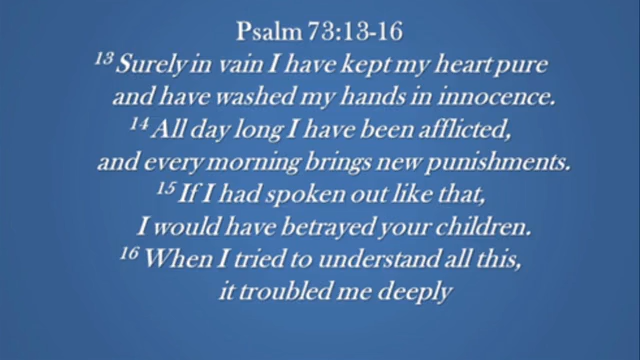 Psalm 73:13-16
13 Surely in vain I have kept my heart pure
and have washed my hands in innocence.
14 All day long I have been afflicted,
and every morning brings new punishments.
15 If I had spoken out like that,
I would have betrayed your children.
16 When I tried to understand all this,
it troubled me deeply